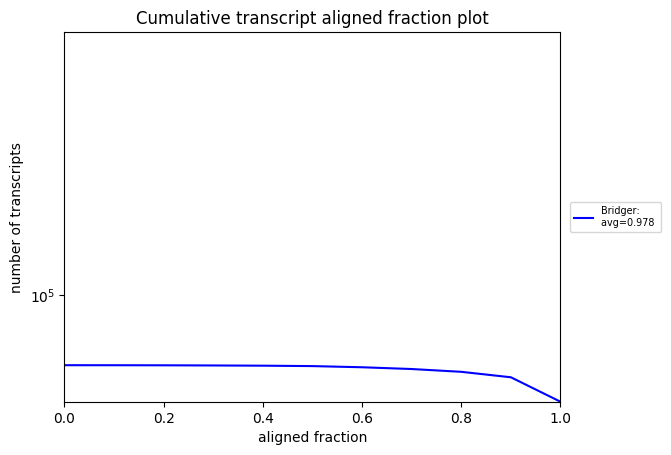 Cumulative transcript aligned fraction plot
number of transcripts
10^5
0.0 0.2 0.4 0.6 0.8 1.0
aligned fraction
Bridger:
avg=0.978